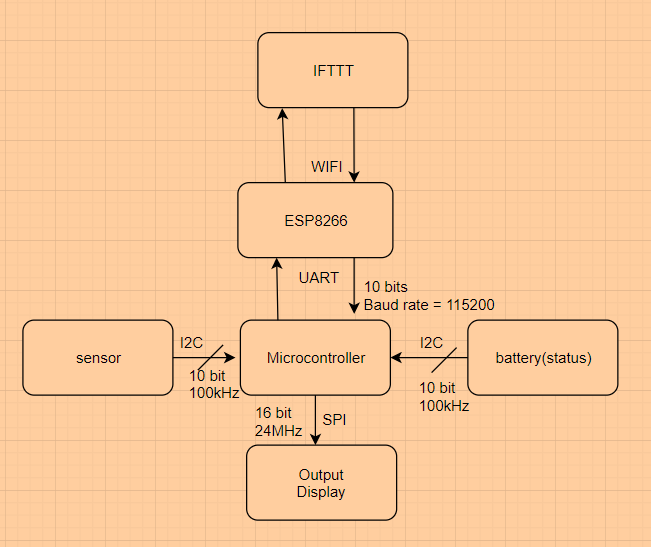 IFTTT
WIFI
ESP8266
UART
10 bits
Baud rate = 115200
sensor
I2C
10 bit
100kHz
Microcontroller
I2C
10 bit
100kHz
battery(status)
16 bit
24MHz
SPI
Output
Display